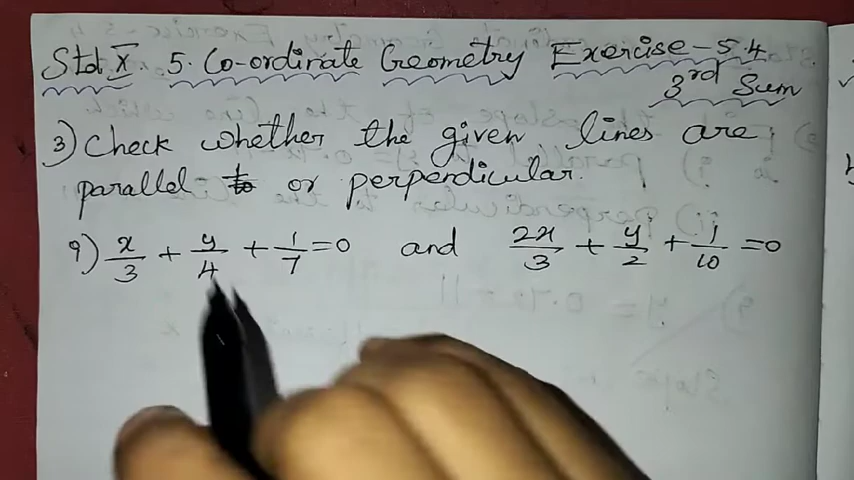 Std X. 5. Co-ordinate Geometry Exercise-5.4
3rd Sum
3) Check whether the given lines are
parallel to or perpendicular.
9) x/3 + y/4 + 1/7 = 0 and 2x/3 + y/2 + 1/10 = 0